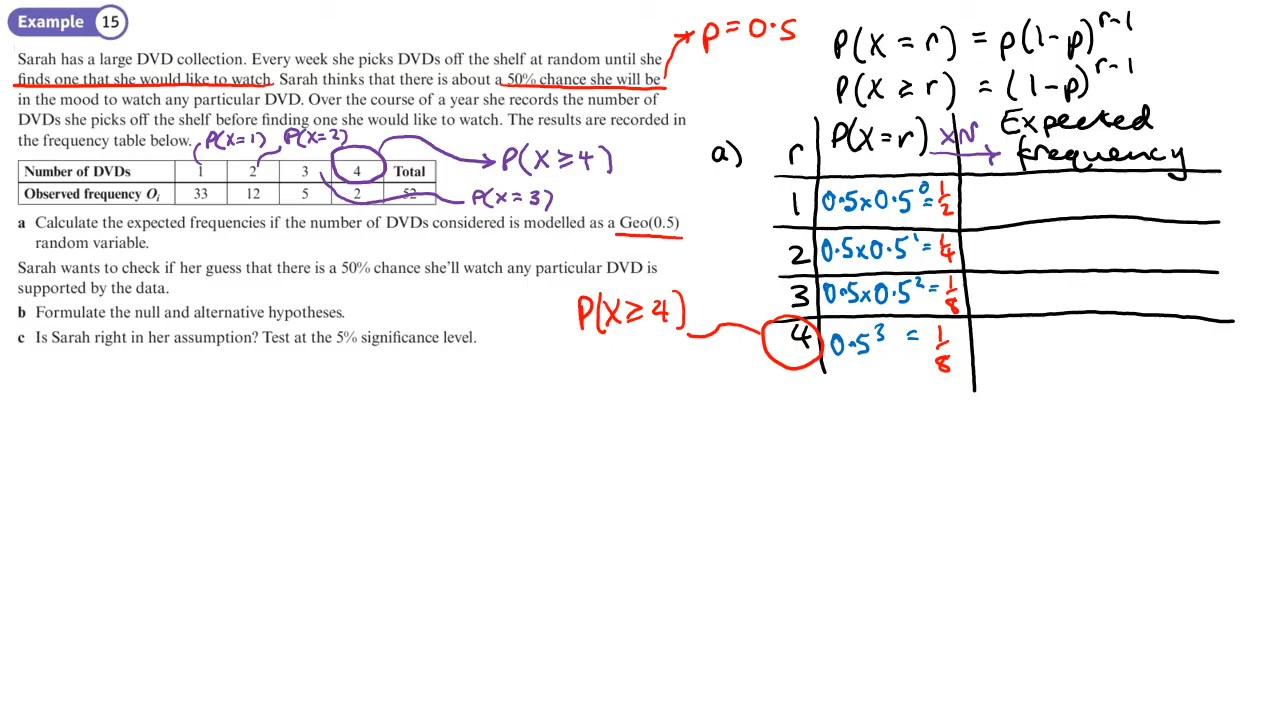 Example 15
Sarah has a large DVD collection. Every week she picks DVDs off the shelf at random until she
finds one that she would like to watch. Sarah thinks that there is about a 50% chance she will be
in the mood to watch any particular DVD. Over the course of a year she records the number of
DVDs she picks off the shelf before finding one she would like to watch. The results are recorded in
the frequency table below.
P(X=1) P(X=2)
Number of DVDs 1 2 3 4 Total
Observed frequency Oᵢ 33 12 5 2 52
P(X ≥ 4)
P(X = 3)
a Calculate the expected frequencies if the number of DVDs considered is modelled as a Geo(0.5)
random variable.
Sarah wants to check if her guess that there is a 50% chance she'll watch any particular DVD is
supported by the data.
b Formulate the null and alternative hypotheses.
c Is Sarah right in her assumption? Test at the 5% significance level.
p = 0.5
P(X = r) = p(1-p)^(r-1)
P(X ≥ r) = (1-p)^(r-1)
a) r P(X=r) ×N Expected frequency
1 0.5×0.5⁰ = 1/2
2 0.5×0.5¹ = 1/4
3 0.5×0.5² = 1/8
P(X ≥ 4) 4 0.5³ = 1/8